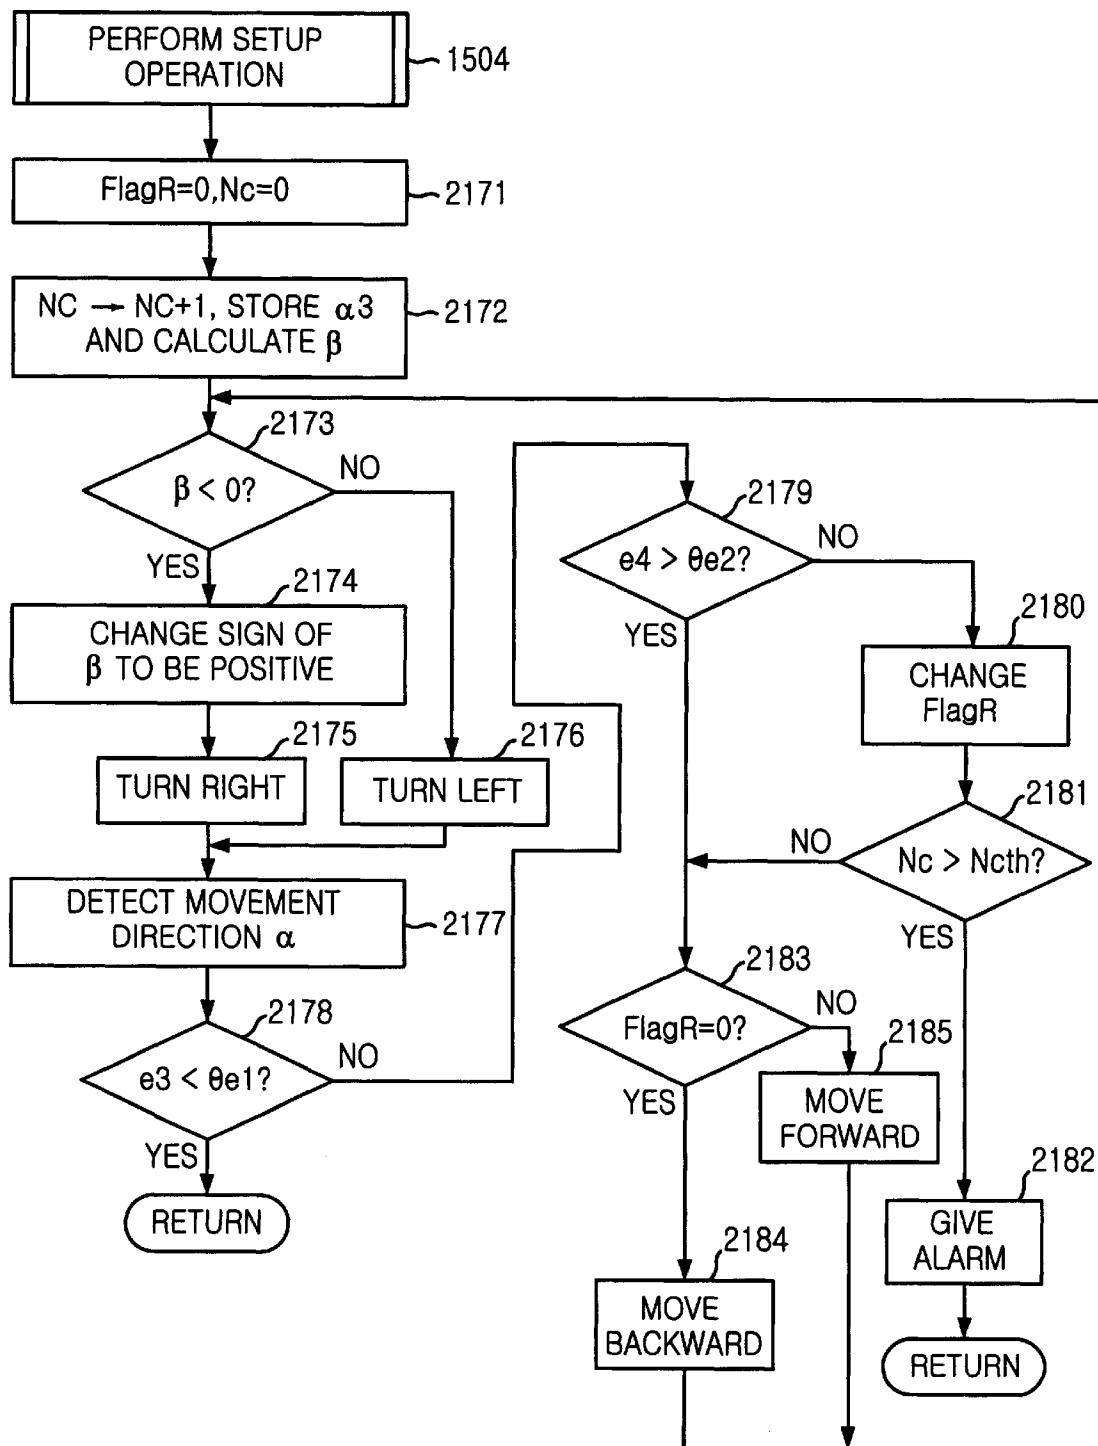 PERFORM SETUP
OPERATION
1504
FlagR=0,Nc=0
2171
NC → NC+1, STORE α3
AND CALCULATE β
2172
2173
β < 0?
NO
YES
2174
CHANGE SIGN OF
β TO BE POSITIVE
2175
TURN RIGHT
2176
TURN LEFT
DETECT MOVEMENT
DIRECTION α
2177
2178
e3 < θe1?
NO
YES
RETURN
2179
e4 > θe2?
NO
YES
2180
CHANGE
FlagR
2181
Nc > Ncth?
NO
YES
2183
FlagR=0?
NO
YES
2185
MOVE
FORWARD
2182
GIVE
ALARM
2184
MOVE
BACKWARD
RETURN